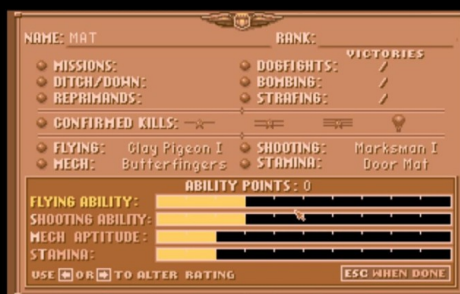 NAME: MAT RANK:
VICTORIES
MISSIONS: DOGFIGHTS: /
DITCH/DOWN: BOMBING: /
REPRIMANDS: STRAFING: /
CONFIRMED KILLS:
FLYING: Clay Pigeon I SHOOTING: Marksman I
MECH: Butterfingers STAMINA: Door Mat
ABILITY POINTS: 0
FLYING ABILITY:
SHOOTING ABILITY:
MECH APTITUDE:
STAMINA:
USE ← OR → TO ALTER RATING ESC WHEN DONE